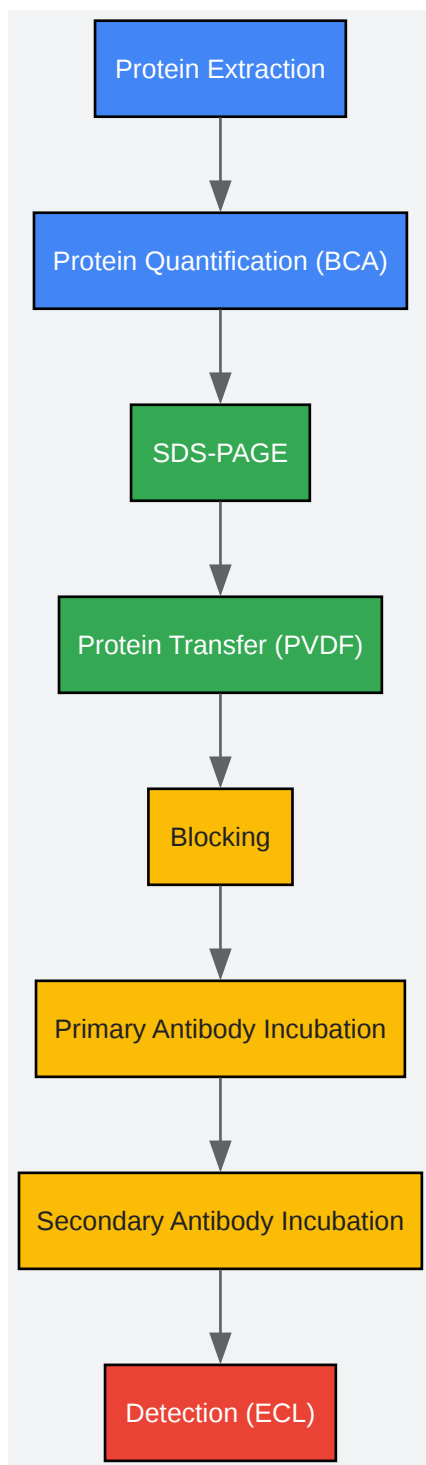 Protein Extraction
Protein Quantification (BCA)
SDS-PAGE
Protein Transfer (PVDF)
Blocking
Primary Antibody Incubation
Secondary Antibody Incubation
Detection (ECL)